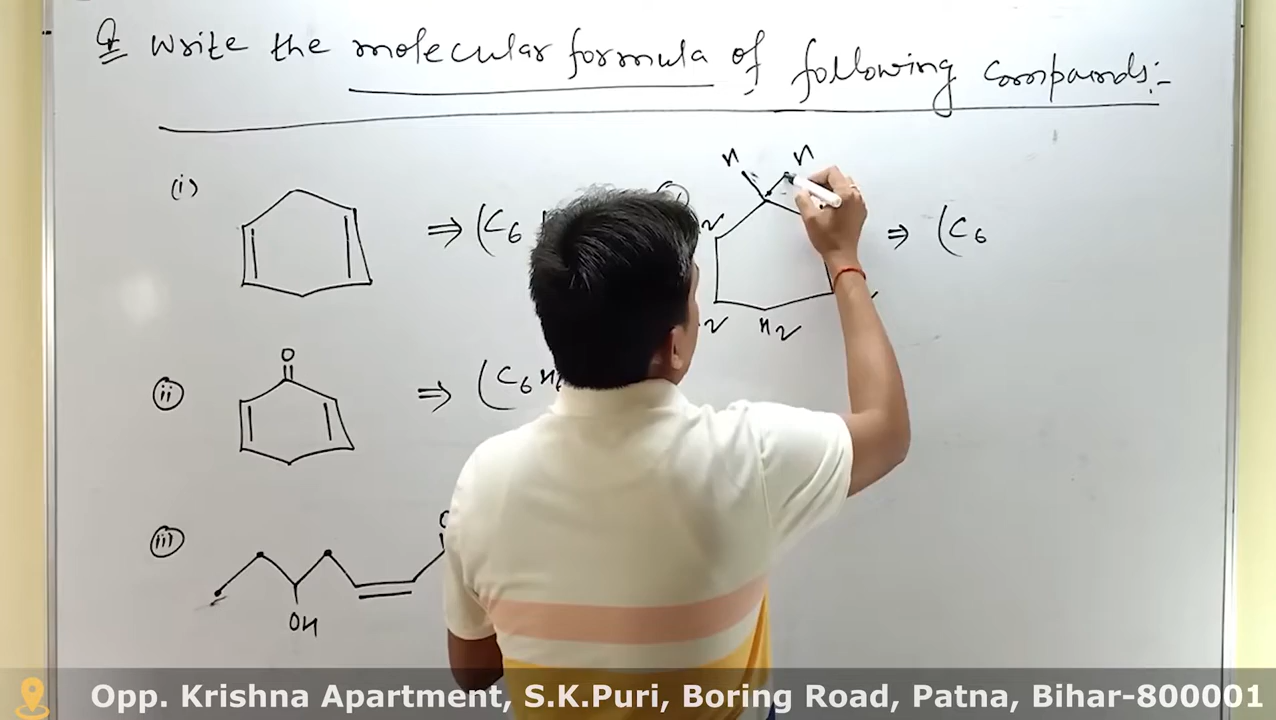 Q Write the molecular formula of following compounds:-
(i) ⇒ (C6
H H
⇒ (C6
H2
(ii) O ⇒ (C6H6
(iii) OH
Opp. Krishna Apartment, S.K.Puri, Boring Road, Patna, Bihar-800001